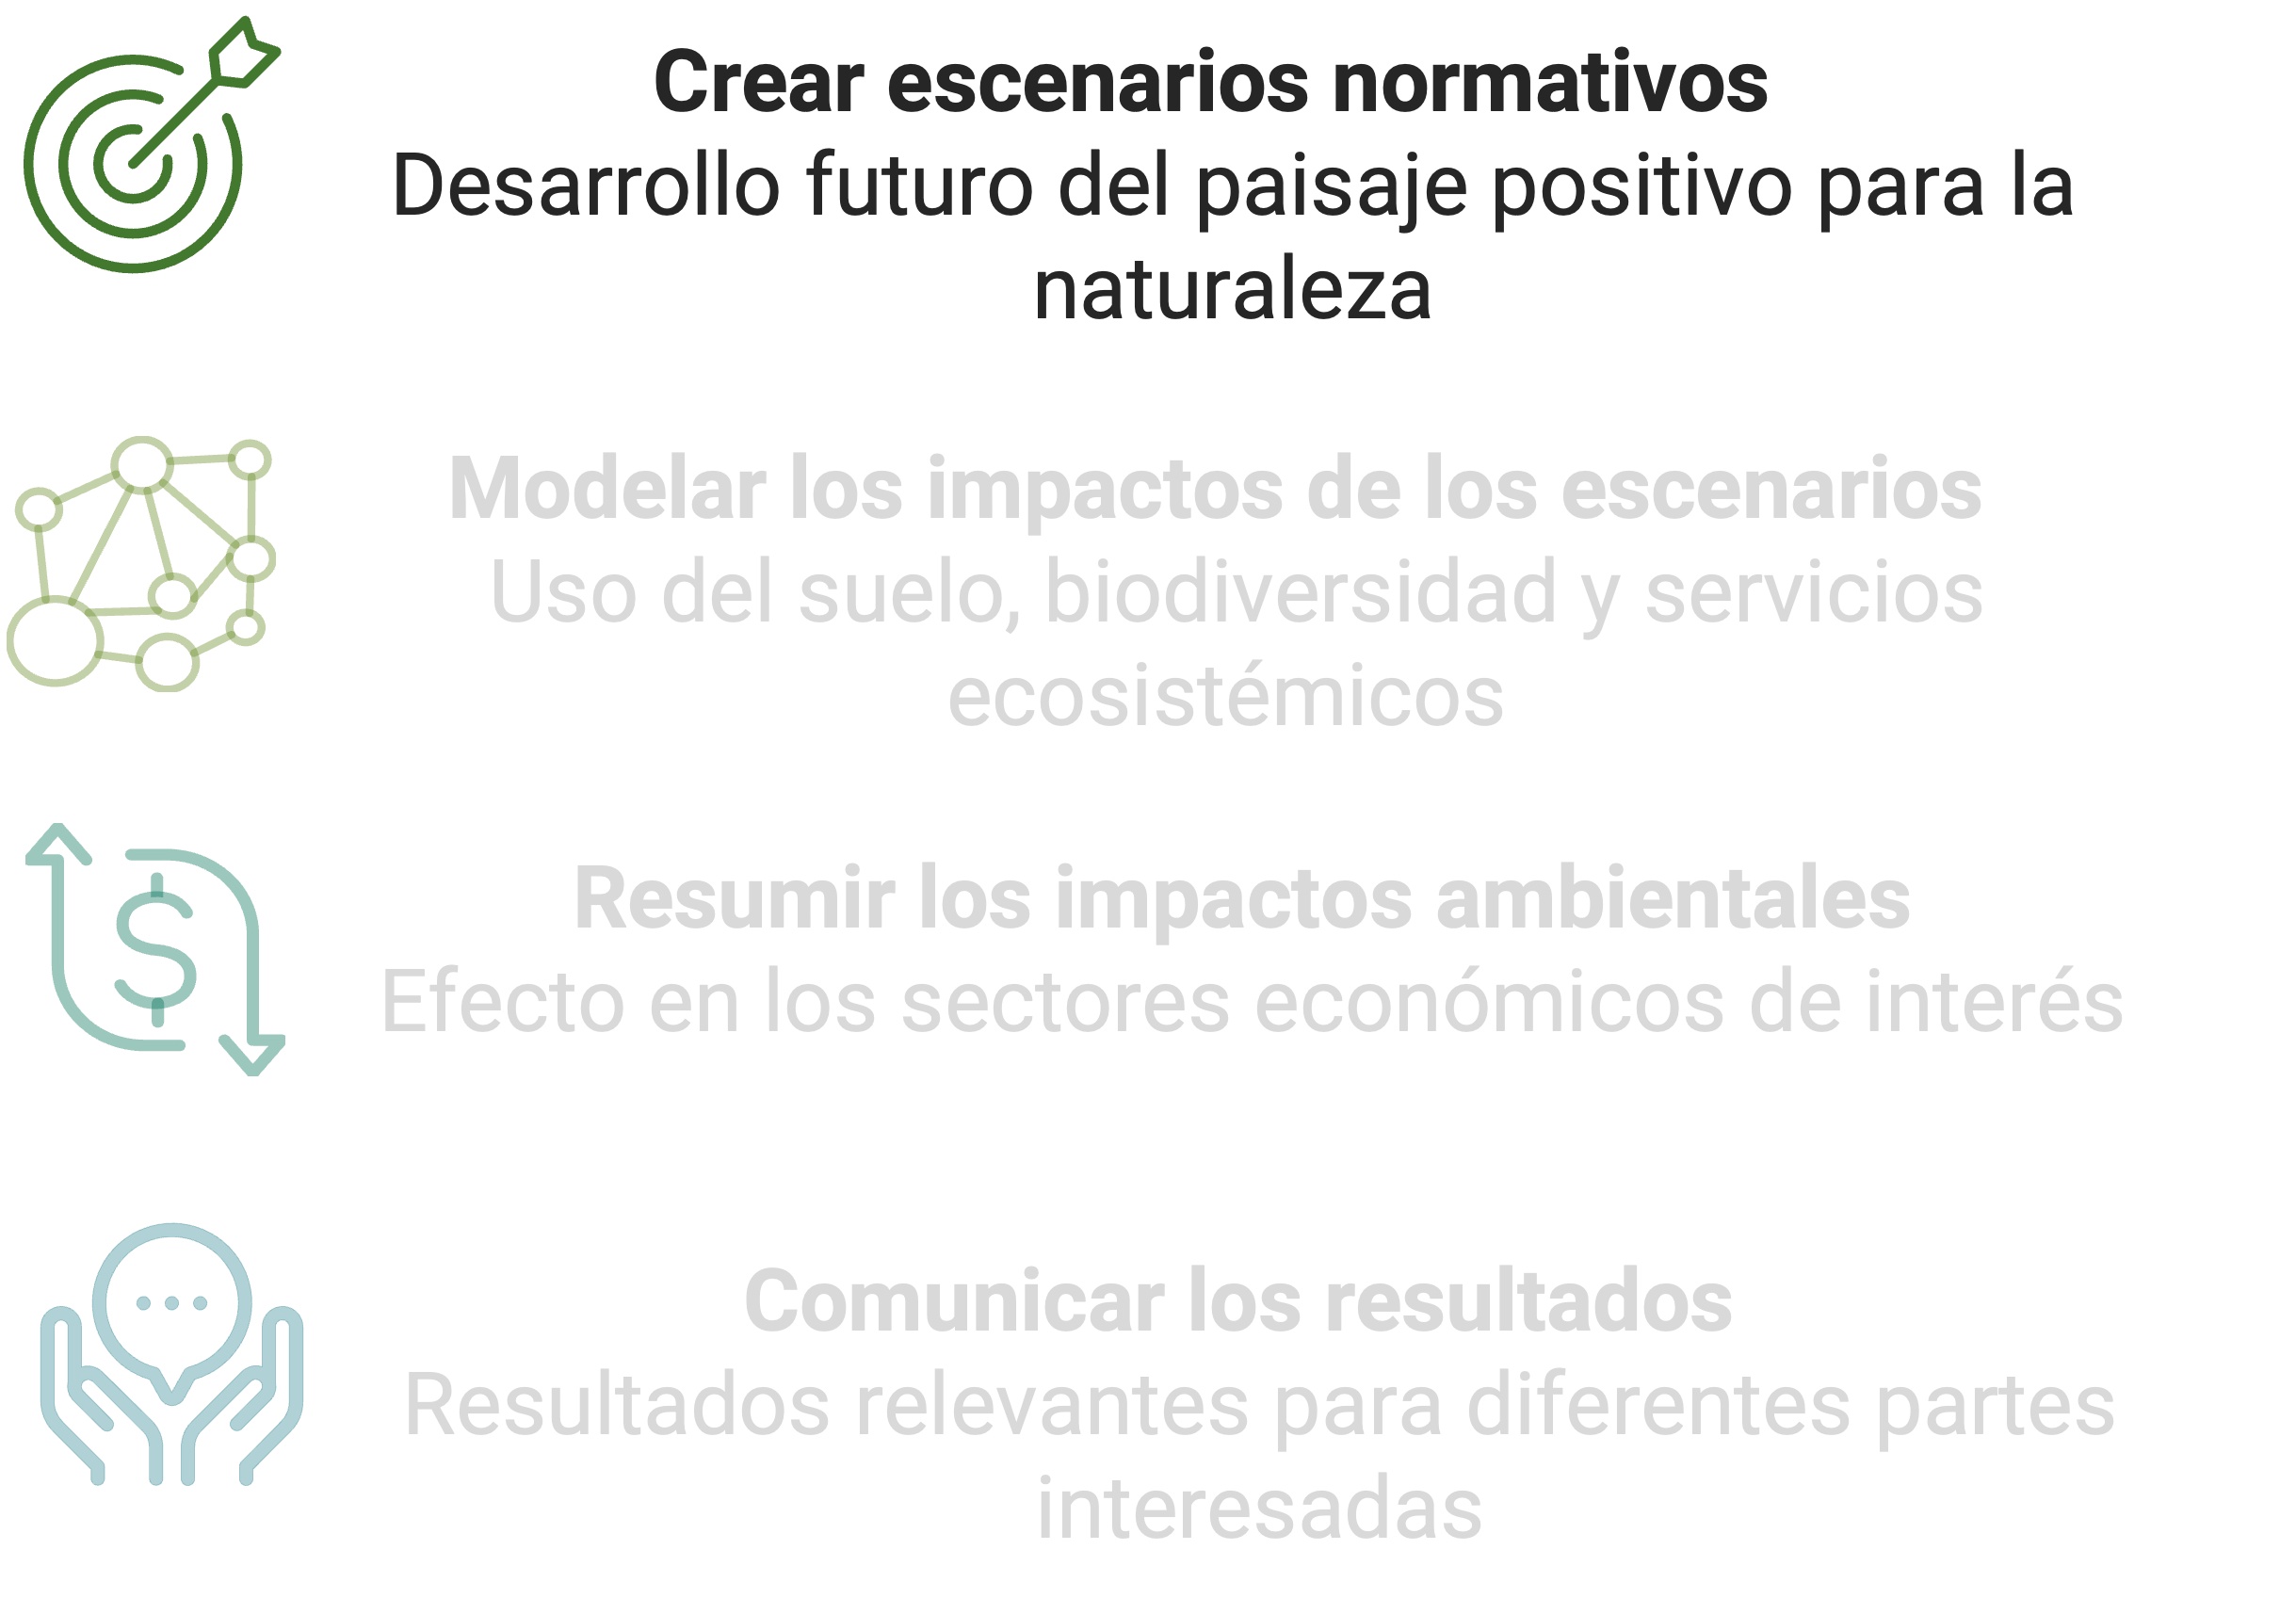 Crear escenarios normativos
Desarrollo futuro del paisaje positivo para la
naturaleza
Modelar los impactos de los escenarios
Uso del suelo, biodiversidad y servicios
ecosistémicos
Resumir los impactos ambientales
Efecto en los sectores económicos de interés
Comunicar los resultados
Resultados relevantes para diferentes partes
interesadas